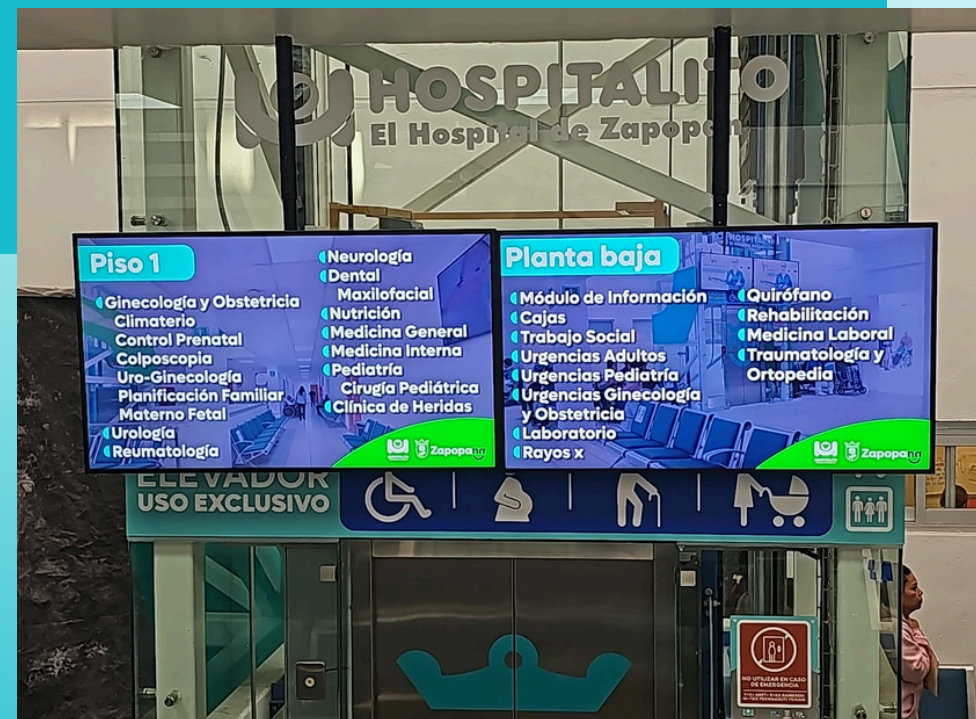 HOSPITALITO
El Hospital de Zapopan
Piso 1
Ginecología y Obstetricia
Climaterio
Control Prenatal
Colposcopia
Uro-Ginecología
Planificación Familiar
Materno Fetal
Urología
Reumatología
Neurología
Dental
Maxilofacial
Nutrición
Medicina General
Medicina Interna
Pediatría
Cirugía Pediátrica
Clínica de Heridas
Zapopan
Planta baja
Módulo de Información
Cajas
Trabajo Social
Urgencias Adultos
Urgencias Pediatría
Urgencias Ginecología
y Obstetricia
Laboratorio
Rayos x
Quirófano
Rehabilitación
Medicina Laboral
Traumatología y
Ortopedia
HOSPITAL
Zapopan
ELEVADOR
USO EXCLUSIVO
NO UTILIZAR EN CASO
DE EMERGENCIA